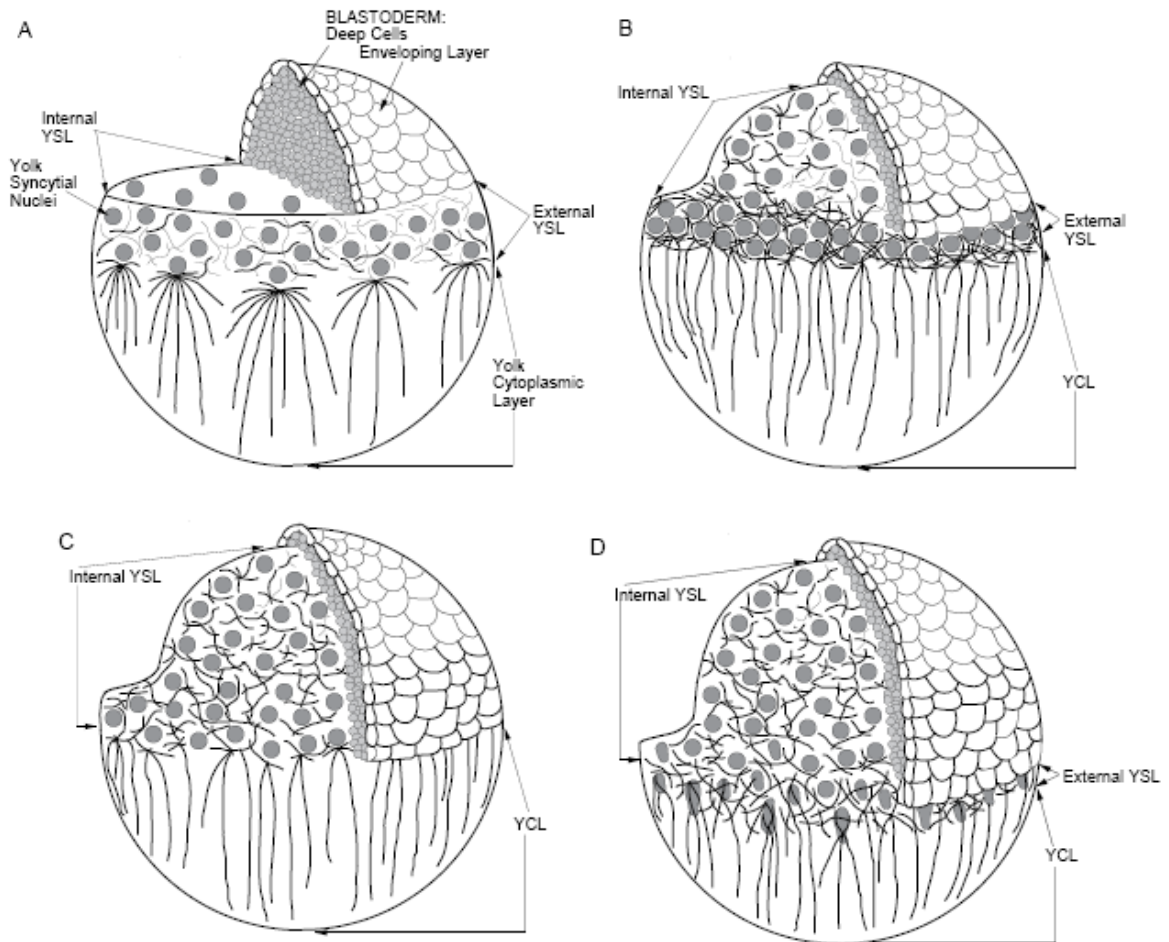 A
BLASTODERM:
Deep Cells
Enveloping Layer
Internal
YSL
Yolk
Syncytial
Nuclei
External
YSL
Yolk
Cytoplasmic
Layer
B
Internal YSL
External
YSL
YCL
C
Internal YSL
YCL
D
Internal YSL
External YSL
YCL